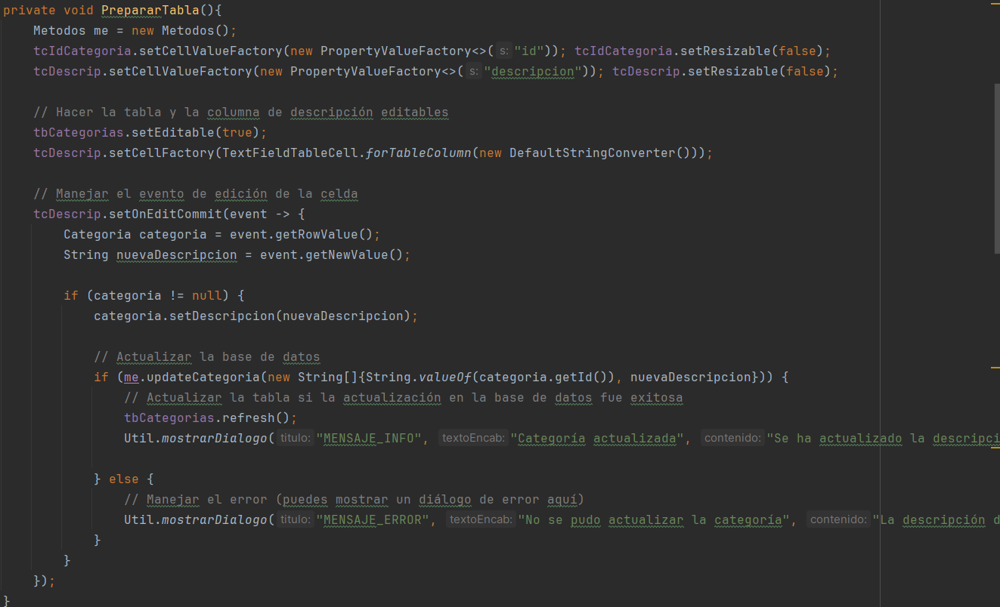 private void PrepararTabla(){
    Metodos me = new Metodos();
    tcIdCategoria.setCellValueFactory(new PropertyValueFactory<>( s: "id")); tcIdCategoria.setResizable(false);
    tcDescrip.setCellValueFactory(new PropertyValueFactory<>( s: "descripcion")); tcDescrip.setResizable(false);

    // Hacer la tabla y la columna de descripción editables
    tbCategorias.setEditable(true);
    tcDescrip.setCellFactory(TextFieldTableCell.forTableColumn(new DefaultStringConverter()));

    // Manejar el evento de edición de la celda
    tcDescrip.setOnEditCommit(event -> {
        Categoria categoria = event.getRowValue();
        String nuevaDescripcion = event.getNewValue();

        if (categoria != null) {
            categoria.setDescripcion(nuevaDescripcion);

            // Actualizar la base de datos
            if (me.updateCategoria(new String[]{String.valueOf(categoria.getId()), nuevaDescripcion})) {
                // Actualizar la tabla si la actualización en la base de datos fue exitosa
                tbCategorias.refresh();
                Util.mostrarDialogo( titulo: "MENSAJE_INFO", textoEncab: "Categoría actualizada", contenido: "Se ha actualizado la descripci

            } else {
                // Manejar el error (puedes mostrar un diálogo de error aquí)
                Util.mostrarDialogo( titulo: "MENSAJE_ERROR", textoEncab: "No se pudo actualizar la categoría", contenido: "La descripción d
            }
        }
    });
}